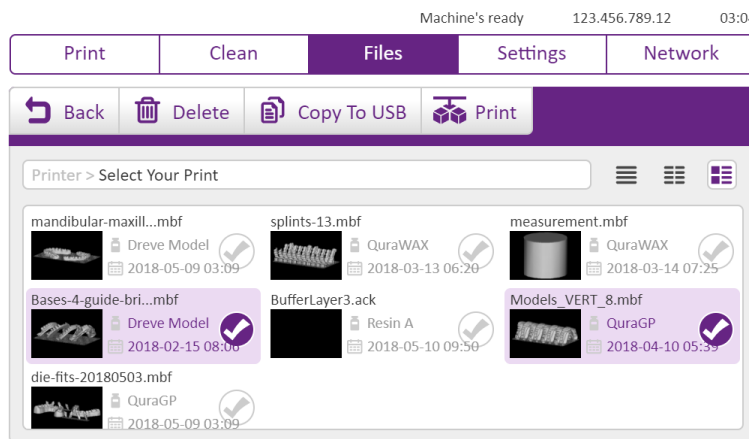 Machine's ready 123.456.789.12 03:04
Print Clean Files Settings Network
Back Delete Copy To USB Print
Printer > Select Your Print
mandibular-maxill...mbf splints-13.mbf measurement.mbf
Dreve Model QuraWAX QuraWAX
2018-05-09 03:09 2018-03-13 06:20 2018-03-14 07:25
Bases-4-guide-bri...mbf BufferLayer3.ack Models_VERT_8.mbf
Dreve Model Resin A QuraGP
2018-02-15 08:06 2018-05-10 09:50 2018-04-10 05:39
die-fits-20180503.mbf
QuraGP
2018-05-09 03:09